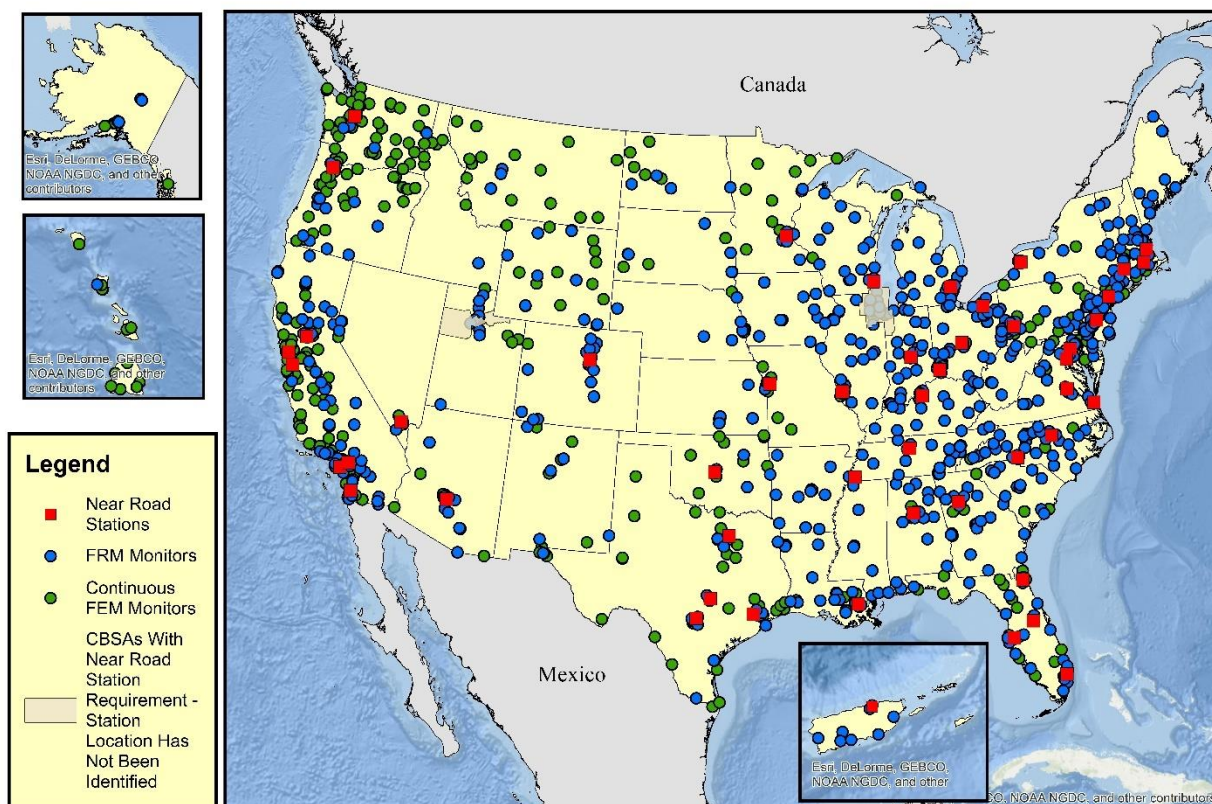 Canada
Mexico
Esri, DeLorme, GEBCO,
NOAA NGDC, and other
contributors
Esri, DeLorme, GEBCO,
NOAA NGDC, and other
contributors
Legend
Near Road
Stations
FRM Monitors
Continuous
FEM Monitors
CBSAs With
Near Road
Station
Requirement -
Station
Location Has
Not Been
Identified
Esri, DeLorme, GEBCO,
NOAA NGDC, and other
CO, NOAA NGDC, and other contributors